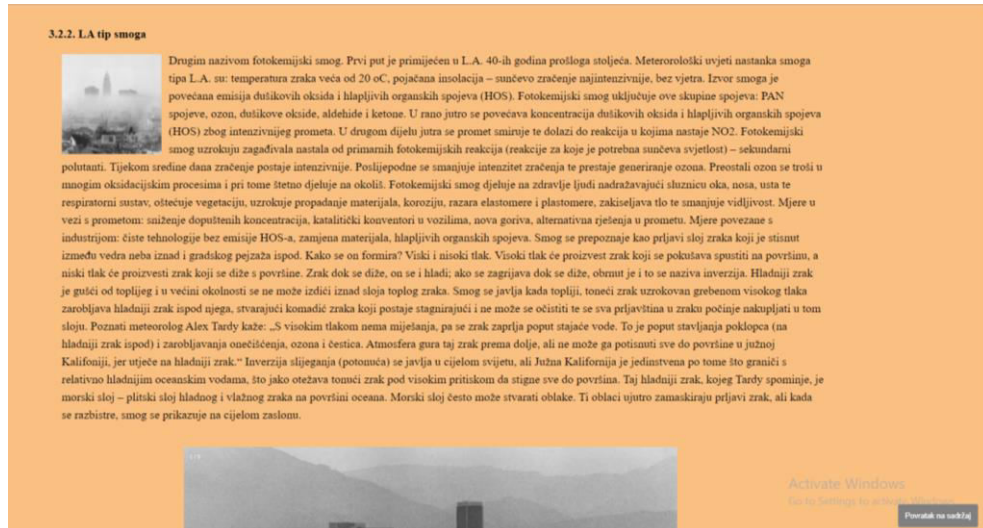 3.2.2. LA tip smoga
Drugim nazivom fotokemijski smog. Prvi put je primijećen u L.A. 40-ih godina prošloga stoljeća. Meterorološki uvjeti nastanka smoga
tipa L.A. su: temperatura zraka veća od 20 oC, pojačana insolacija – sunčevo zračenje najintenzivnije, bez vjetra. Izvor smoga je
povećana emisija dušikovih oksida i hlapljivih organskih spojeva (HOS). Fotokemijski smog uključuje ove skupine spojeva: PAN
spojeve, ozon, dušikove okside, aldehide i ketone. U rano jutro se povećava koncentracija dušikovih oksida i hlapljivih organskih spojeva
(HOS) zbog intenzivnijeg prometa. U drugom dijelu jutra se promet smiruje te dolazi do reakcija u kojima nastaje NO2. Fotokemijski
smog uzrokuju zagađivala nastala od primarnih fotokemijskih reakcija (reakcije za koje je potrebna sunčeva svjetlost) – sekundarni
polutanti. Tijekom sredine dana zračenje postaje intenzivnije. Poslijepodne se smanjuje intenzitet zračenja te prestaje generiranje ozona. Preostali ozon se troši u
mnogim oksidacijskim procesima i pri tome štetno djeluje na okoliš. Fotokemijski smog djeluje na zdravlje ljudi nadražavajući sluznicu oka, nosa, usta te
respiratorni sustav, oštećuje vegetaciju, uzrokuje propadanje materijala, koroziju, razara elastomere i plastomere, zakiseljava tlo te smanjuje vidljivost. Mjere u
vezi s prometom: sniženje dopuštenih koncentracija, katalitički konventori u vozilima, nova goriva, alternativna rješenja u prometu. Mjere povezane s
industrijom: čiste tehnologije bez emisije HOS-a, zamjena materijala, hlapljivih organskih spojeva. Smog se prepoznaje kao prljavi sloj zraka koji je stisnut
između vedra neba iznad i gradskog pejzaža ispod. Kako se on formira? Viski i nisoki tlak. Visoki tlak će proizvest zrak koji se pokušava spustiti na površinu, a
niski tlak će proizvesti zrak koji se diže s površine. Zrak dok se diže, on se i hladi; ako se zagrijava dok se diže, obrnut je i to se naziva inverzija. Hladniji zrak
je gušći od toplijeg i u većini okolnosti se ne može izdići iznad sloja toplog zraka. Smog se javlja kada topliji, toneći zrak uzrokovan grebenom visokog tlaka
zarobljava hladniji zrak ispod njega, stvarajući komadić zraka koji postaje stagnirajući i ne može se očistiti te se sva prljavština u zraku počinje nakupljati u tom
sloju. Poznati meteorolog Alex Tardy kaže: „S visokim tlakom nema miješanja, pa se zrak zaprlja poput stajaće vode. To je poput stavljanja poklopca (na
hladniji zrak ispod) i zarobljavanja onečišćenja, ozona i čestica. Atmosfera gura taj zrak prema dolje, ali ne može ga potisnuti sve do površine u južnoj
Kalifoniji, jer utječe na hladniji zrak.“ Inverzija slijeganja (potonuća) se javlja u cijelom svijetu, ali Južna Kalifornija je jedinstvena po tome što graniči s
relativno hladnijim oceanskim vodama, što jako otežava tonući zrak pod visokim pritiskom da stigne sve do površina. Taj hladniji zrak, kojeg Tardy spominje, je
morski sloj – plitski sloj hladnog i vlažnog zraka na površini oceana. Morski sloj često može stvarati oblake. Ti oblaci ujutro zamaskiraju prljavi zrak, ali kada
se razbistre, smog se prikazuje na cijelom zaslonu.
Activate Windows
Go to Settings to activate Windows.
Povratak na sadržaj